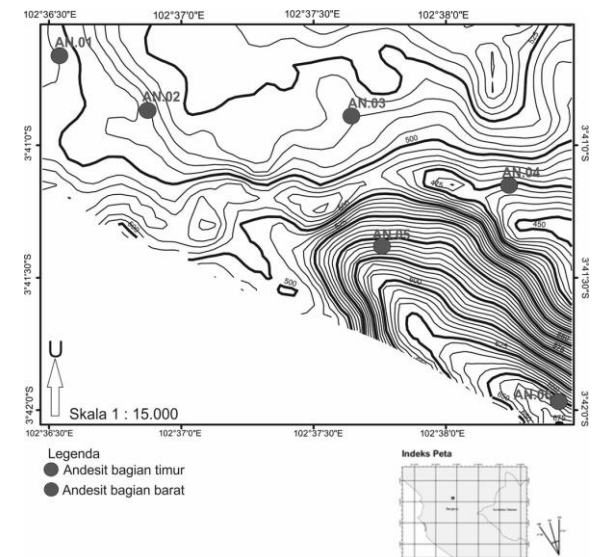 102°36'30"E 102°37'0"E 102°37'30"E 102°38'0"E
AN.01
AN.02
AN.03
AN.04
AN.05
525
500
425
450
500
3°41'0"S 3°41'0"S
3°41'30"S 3°41'30"S
3°42'0"S 3°42'0"S
U
Skala 1 : 15.000
102°36'30"E 102°37'0"E 102°37'30"E 102°38'0"E
Legenda
Andesit bagian timur
Andesit bagian barat
Indeks Peta